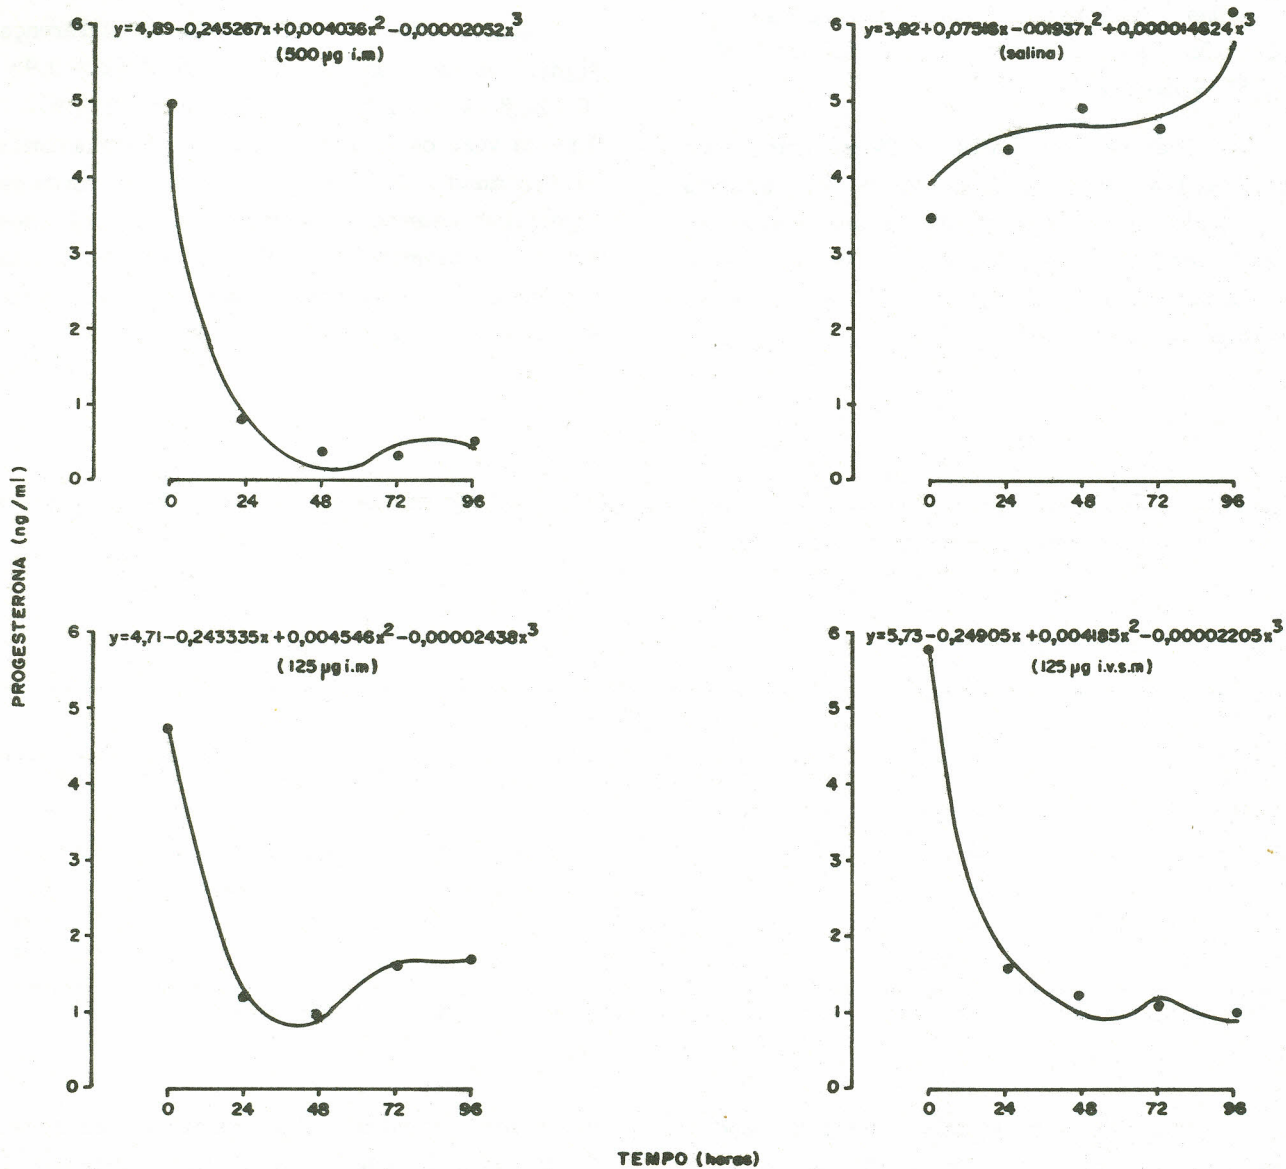 y=4,89-0,245267x+0,004036x²-0,00002052x³
(500 µg i.m)
6
5
4
3
2
1
0
0 24 48 72 96
y=3,92+0,07516x-001937x²+0,000014624x³
(salina)
6
5
4
3
2
1
0
0 24 48 72 96
PROGESTERONA (ng/ml)
y=4,71-0,243335x+0,004546x²-0,00002438x³
(125 µg i.m)
6
5
4
3
2
1
0
0 24 48 72 96
y=5,73-0,24905x+0,004185x²-0,00002205x³
(125 µg i.v.s.m)
6
5
4
3
2
1
0
0 24 48 72 96
TEMPO (horas)